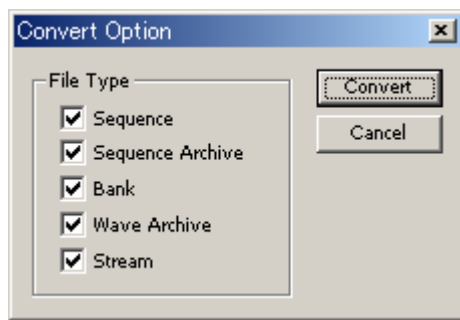 Convert Option
File Type
Sequence
Sequence Archive
Bank
Wave Archive
Stream
Convert
Cancel